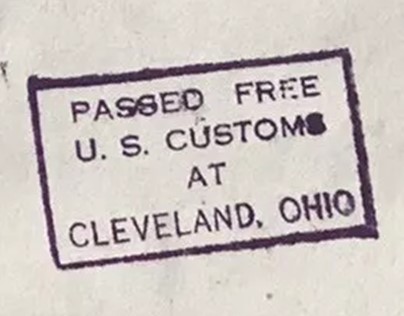 PASSED FREE
U. S. CUSTOMS
AT
CLEVELAND, OHIO